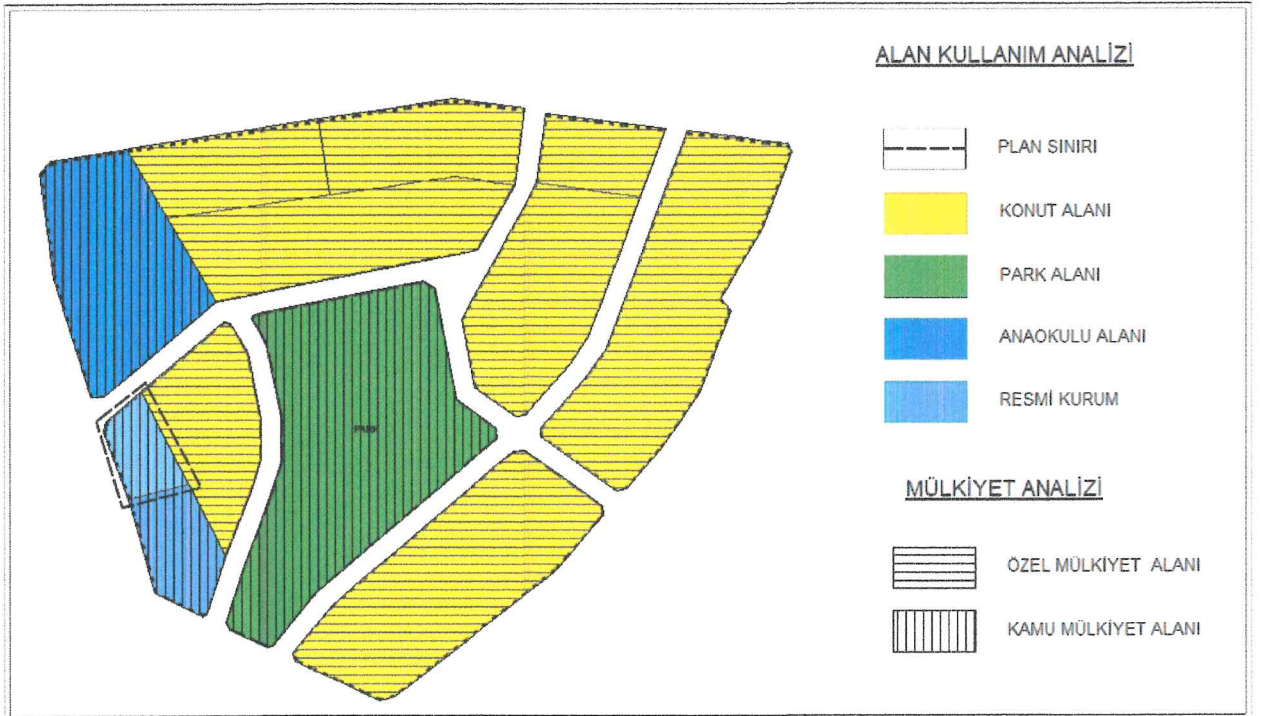 ALAN KULLANIM ANALİZİ
PLAN SINIRI
KONUT ALANI
PARK ALANI
ANAOKULU ALANI
RESMİ KURUM
MÜLKİYET ANALİZİ
ÖZEL MÜLKİYET ALANI
KAMU MÜLKİYET ALANI